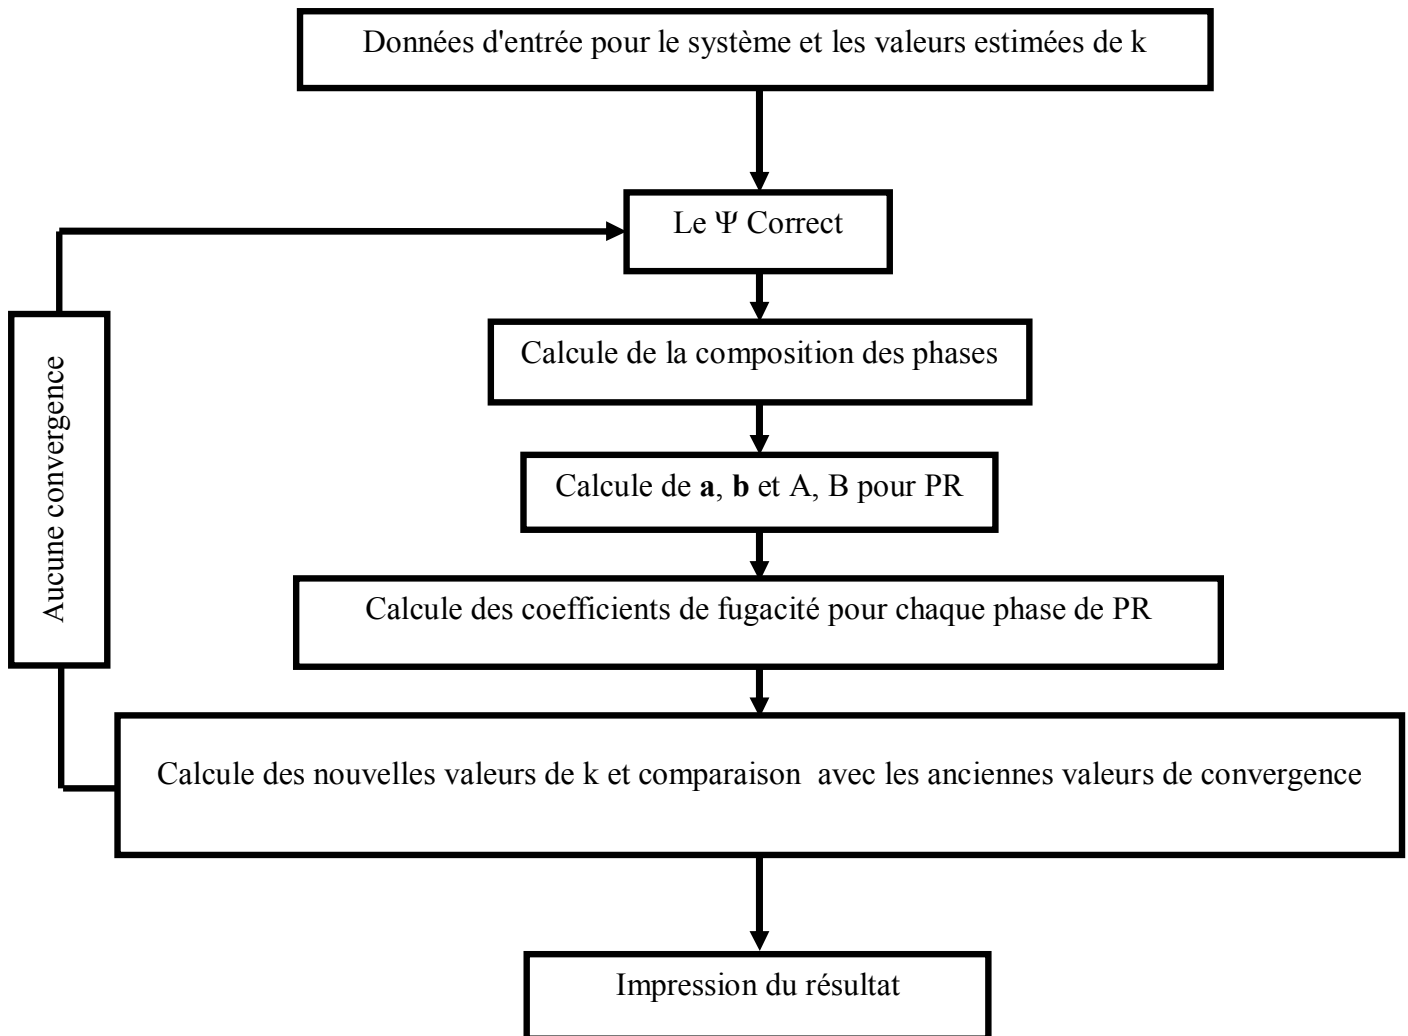 Données d'entrée pour le système et les valeurs estimées de k
Le Ψ Correct
Calcule de la composition des phases
Calcule de a, b et A, B pour PR
Aucune convergence
Calcule des coefficients de fugacité pour chaque phase de PR
Calcule des nouvelles valeurs de k et comparaison avec les anciennes valeurs de convergence
Impression du résultat